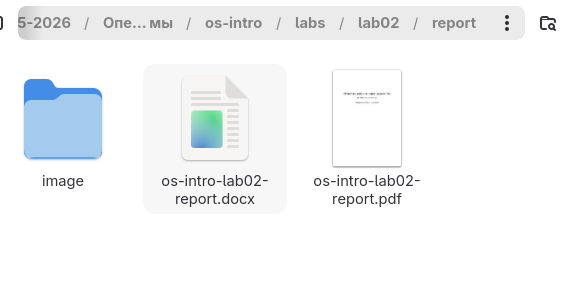 5-2026 / Опе... мы / os-intro / labs / lab02 / report
image
os-intro-lab02-
report.docx
os-intro-lab02-
report.pdf